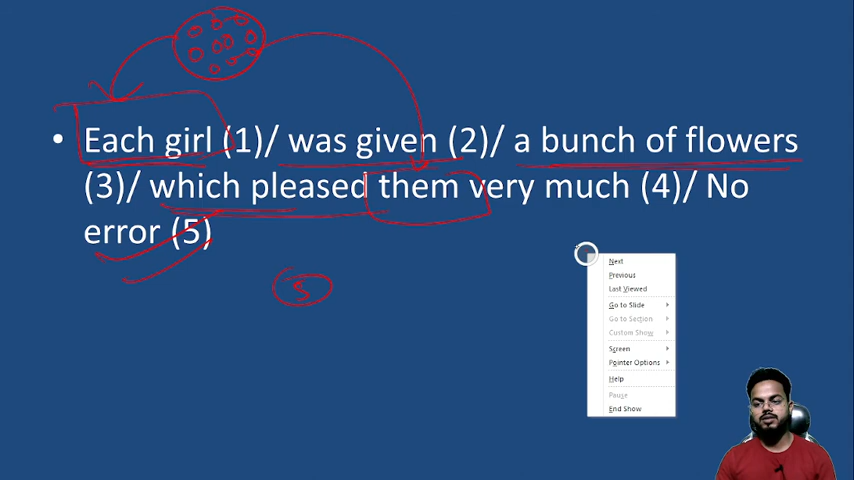 • Each girl (1)/ was given (2)/ a bunch of flowers
(3)/ which pleased them very much (4)/ No
error (5)
5
Next
Previous
Last Viewed
Go to Slide
Go to Section
Custom Show
Screen
Pointer Options
Help
Pause
End Show